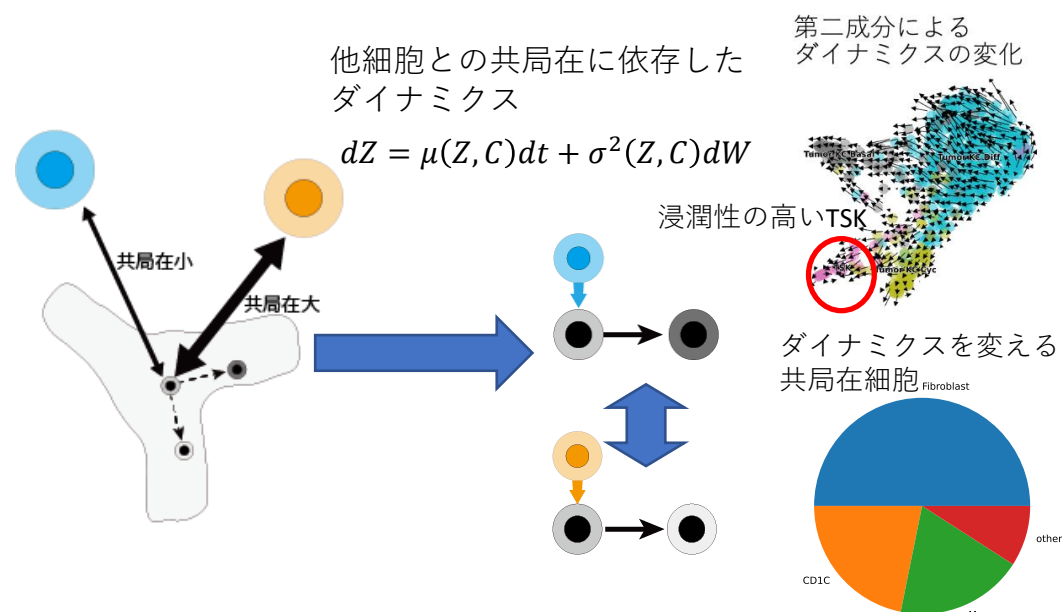 他細胞との共局在に依存した
ダイナミクス
dZ = μ(Z, C)dt + σ²(Z, C)dW
共局在小
共局在大
第二成分による
ダイナミクスの変化
Tumor KC Basal
Tumor KC Diff
浸潤性の高いTSK
TSK
Tumor KC Cyc
ダイナミクスを変える
共局在細胞
Fibroblast
other
CD1C